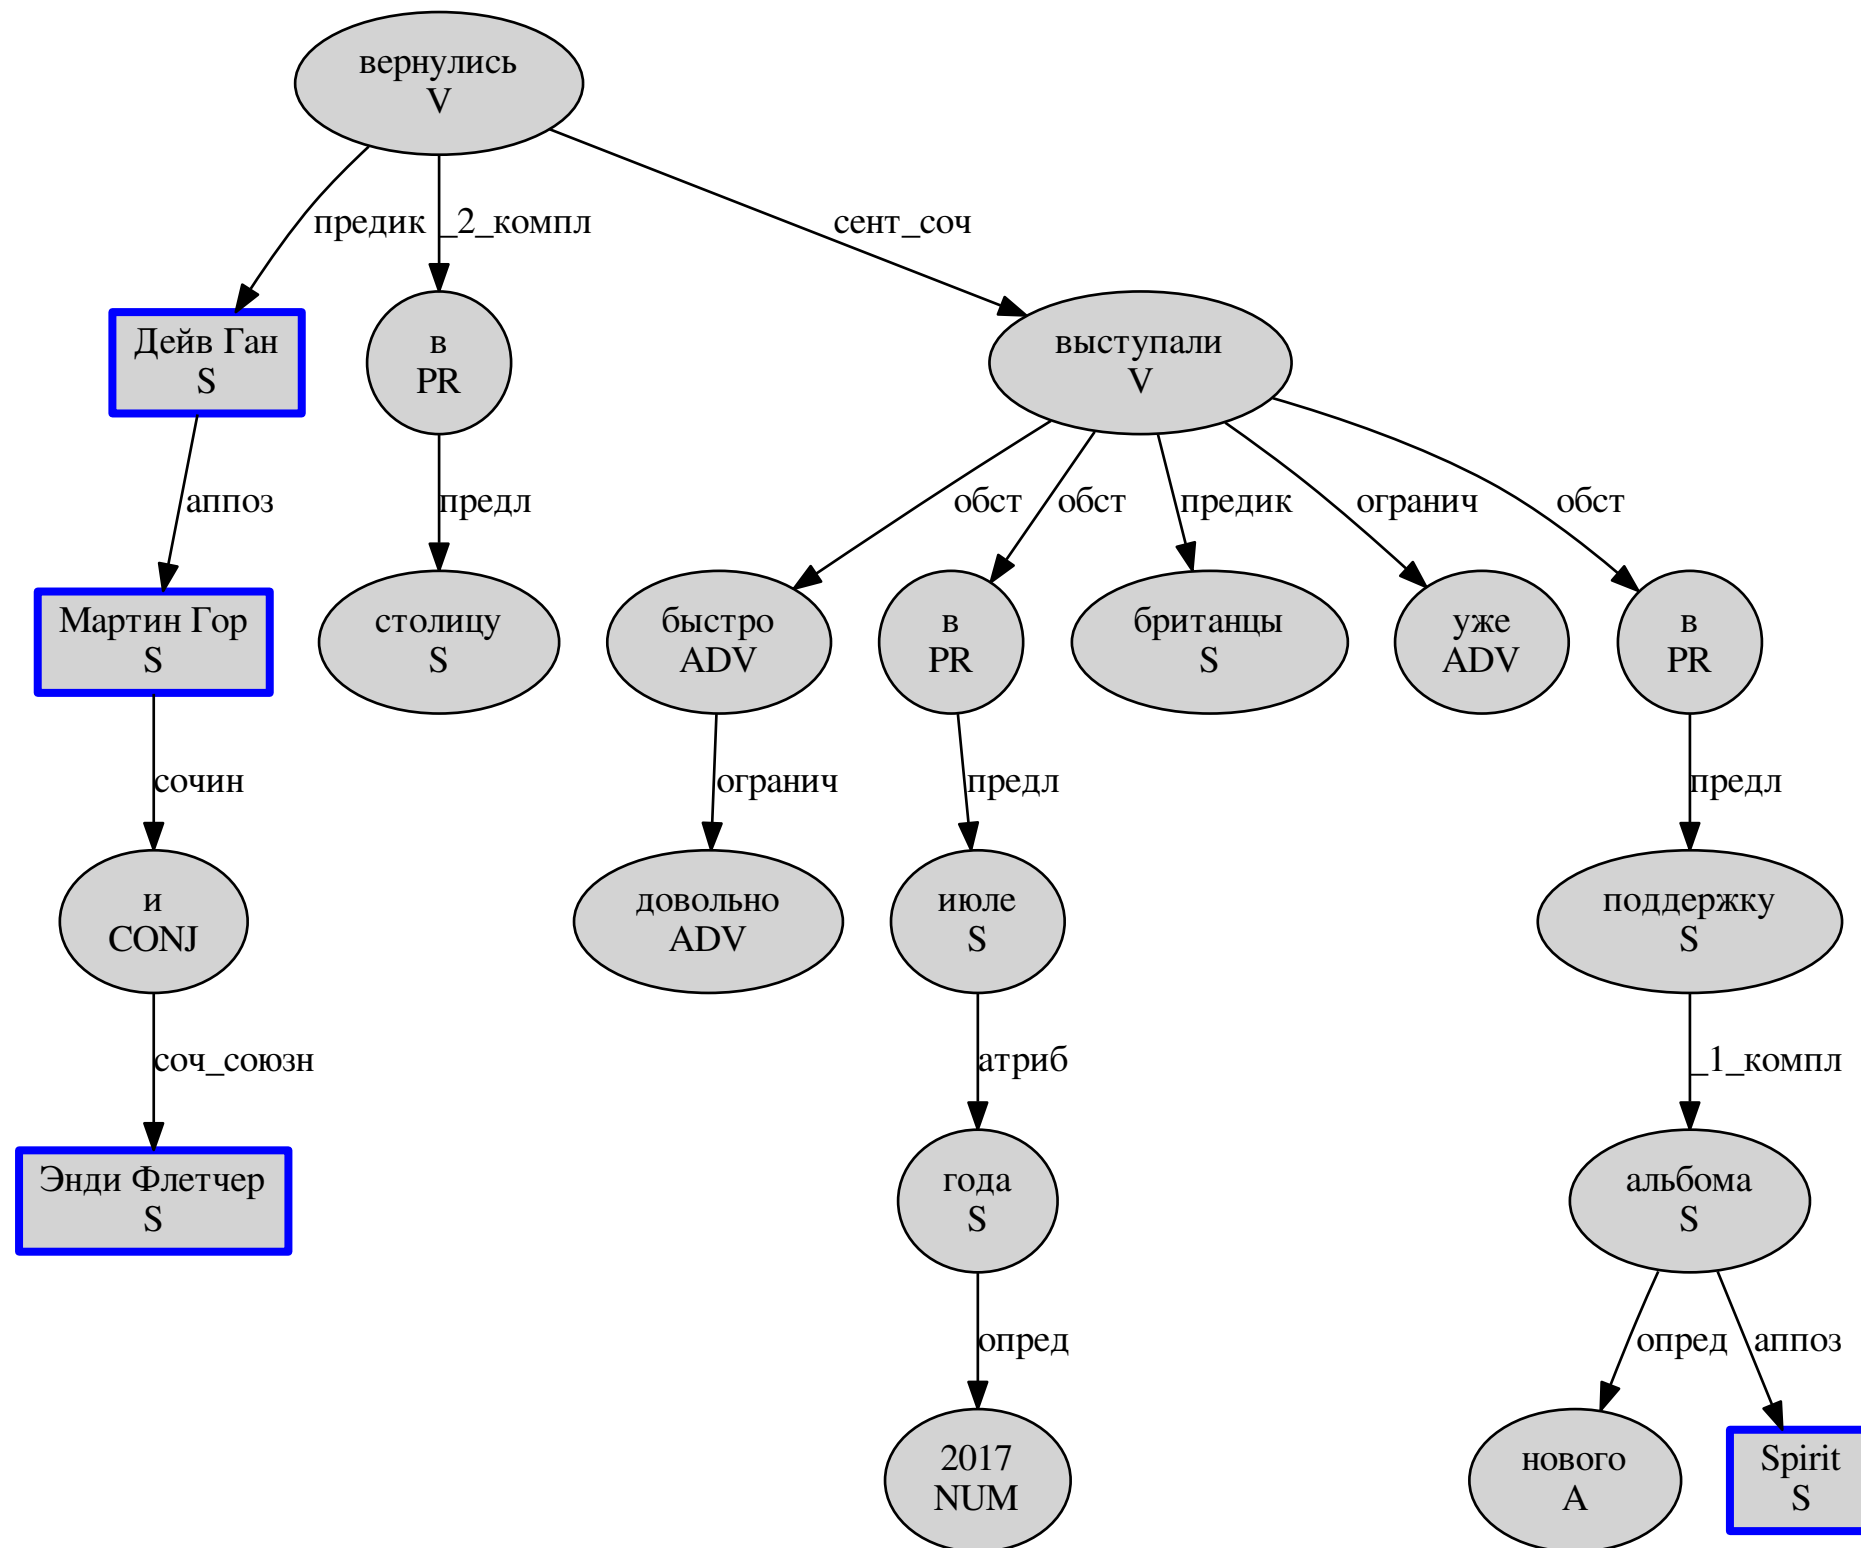 вернулись
V
предик
_2_компл
сент_соч
Дейв Ган
S
в
PR
выступали
V
аппоз
предл
обст
обст
предик
огранич
обст
Мартин Гор
S
столицу
S
быстро
ADV
в
PR
британцы
S
уже
ADV
в
PR
сочин
огранич
предл
предл
и
CONJ
довольно
ADV
июле
S
поддержку
S
соч_союзн
атриб
_1_компл
Энди Флетчер
S
года
S
альбома
S
опред
опред
аппоз
2017
NUM
нового
A
Spirit
S